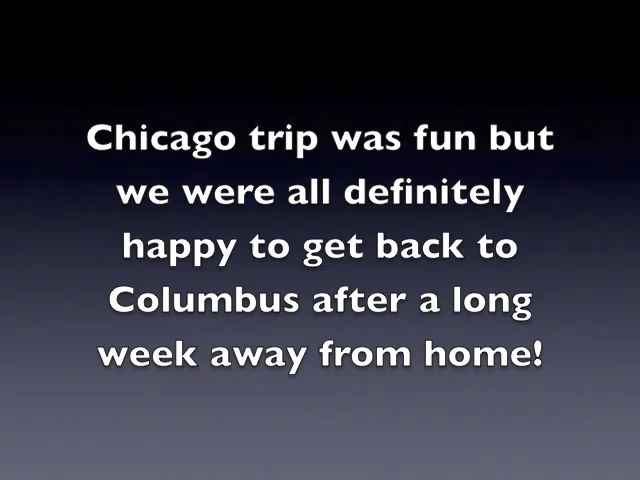 Chicago trip was fun but
we were all definitely
happy to get back to
Columbus after a long
week away from home!